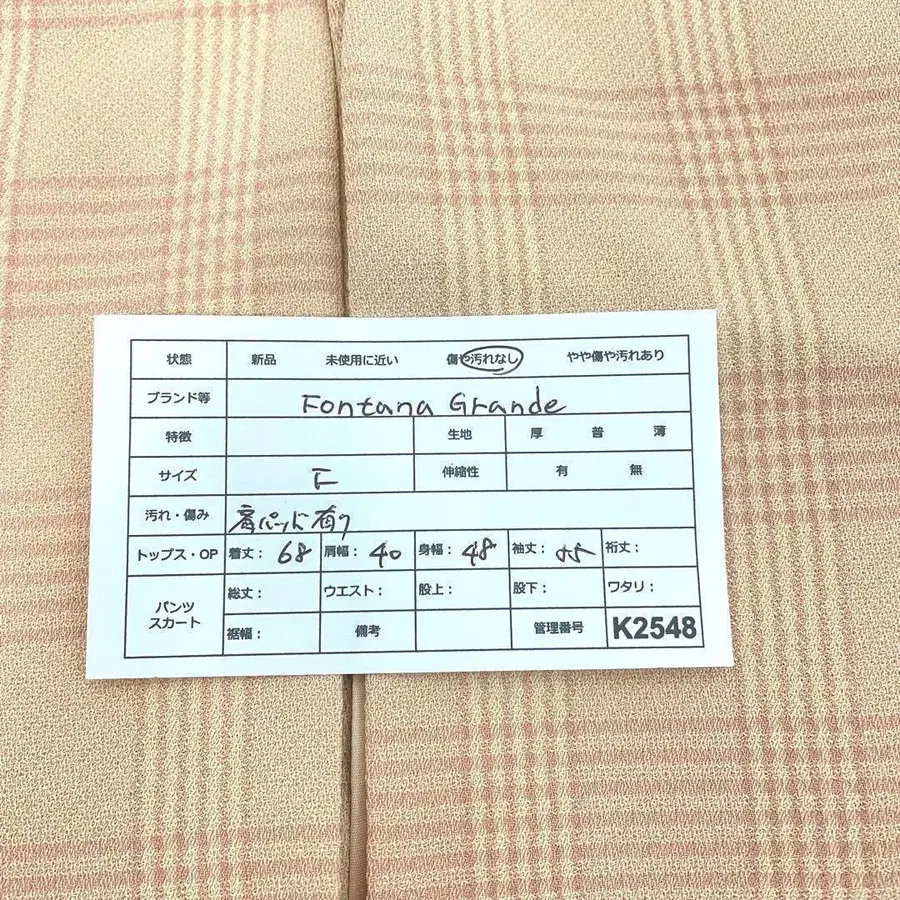 状態 新品 未使用に近い 傷や汚れなし やや傷や汚れあり
ブランド等 Fontana Grande
特徴 生地 厚 普 薄
サイズ F 伸縮性 有 無
汚れ・傷み 肩パッド有り
トップス・OP 着丈: 68 肩幅: 40 身幅: 48 袖丈: 55 裄丈:
パンツ スカート 総丈: ウエスト: 股上: 股下: ワタリ:
裾幅: 備考 管理番号 K2548